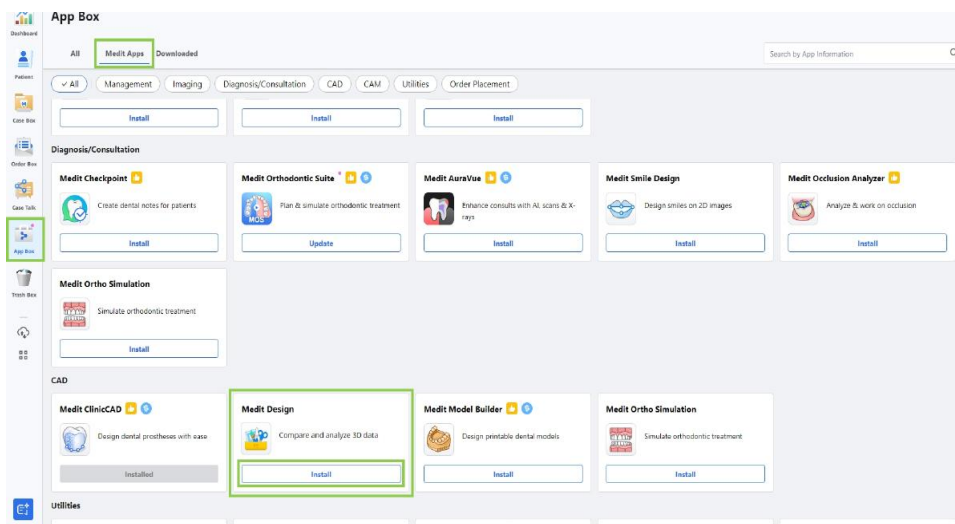 App Box
Dashboard
Patient
Case Box
Order Box
Case Talk
App Box
Trash Box
All
Medit Apps
Downloaded
Search by App Information
All
Management
Imaging
Diagnosis/Consultation
CAD
CAM
Utilities
Order Placement
Install
Install
Install
Diagnosis/Consultation
Medit Checkpoint
Create dental notes for patients
Install
Medit Orthodontic Suite
MOS
Plan & simulate orthodontic treatment
Update
Medit AuraVue
Enhance consults with AI, scans & X-
rays
Install
Medit Smile Design
Design smiles on 2D images
Install
Medit Occlusion Analyzer
Analyze & work on occlusion
Install
Medit Ortho Simulation
Simulate orthodontic treatment
Install
CAD
Medit ClinicCAD
Design dental prostheses with ease
Installed
Medit Design
Compare and analyze 3D data
Install
Medit Model Builder
Design printable dental models
Install
Medit Ortho Simulation
Simulate orthodontic treatment
Install
Utilities